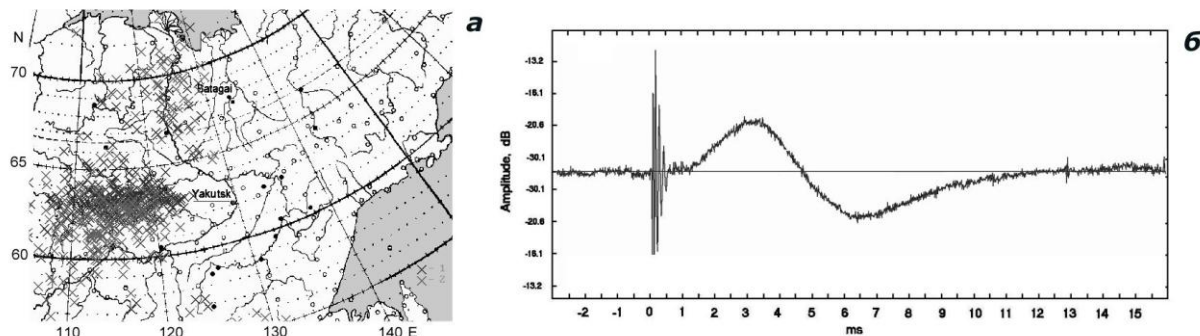 а
N
70
65
60
Batagai
Yakutsk
1
2
110
120
130
140 E
б
Amplitude, dB
-13.2
-15.1
-20.6
-30.1
-30.1
-20.6
-15.1
-13.2
-2 -1 0 1 2 3 4 5 6 7 8 9 10 11 12 13 14 15
ms